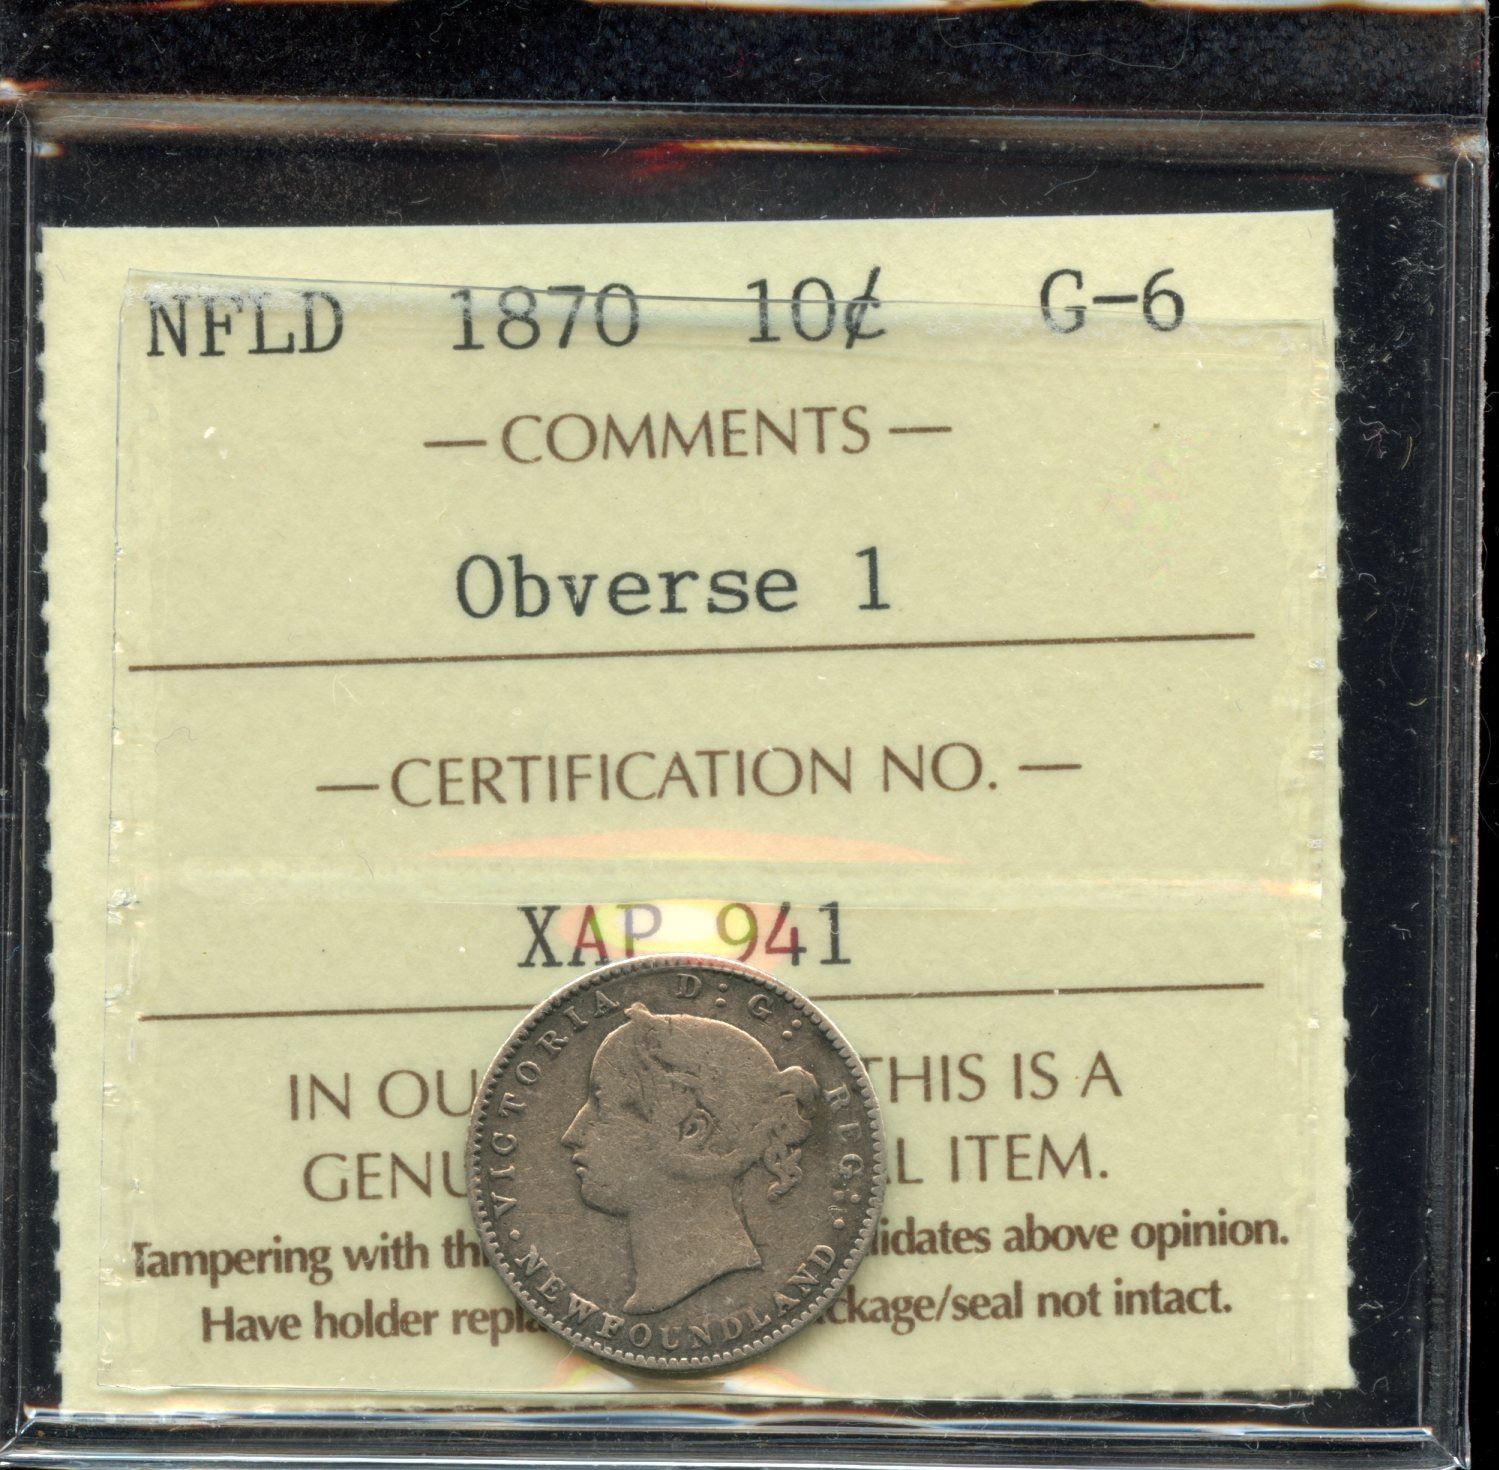 NFLD 1870 10¢ G-6
—COMMENTS—
Obverse 1
—CERTIFICATION NO.—
XAP 941
IN OU THIS IS A
GENU L ITEM.
Tampering with th lidates above opinion.
Have holder repla ckage/seal not intact.
VICTORIA D:G: REG:
·NEWFOUNDLAND·